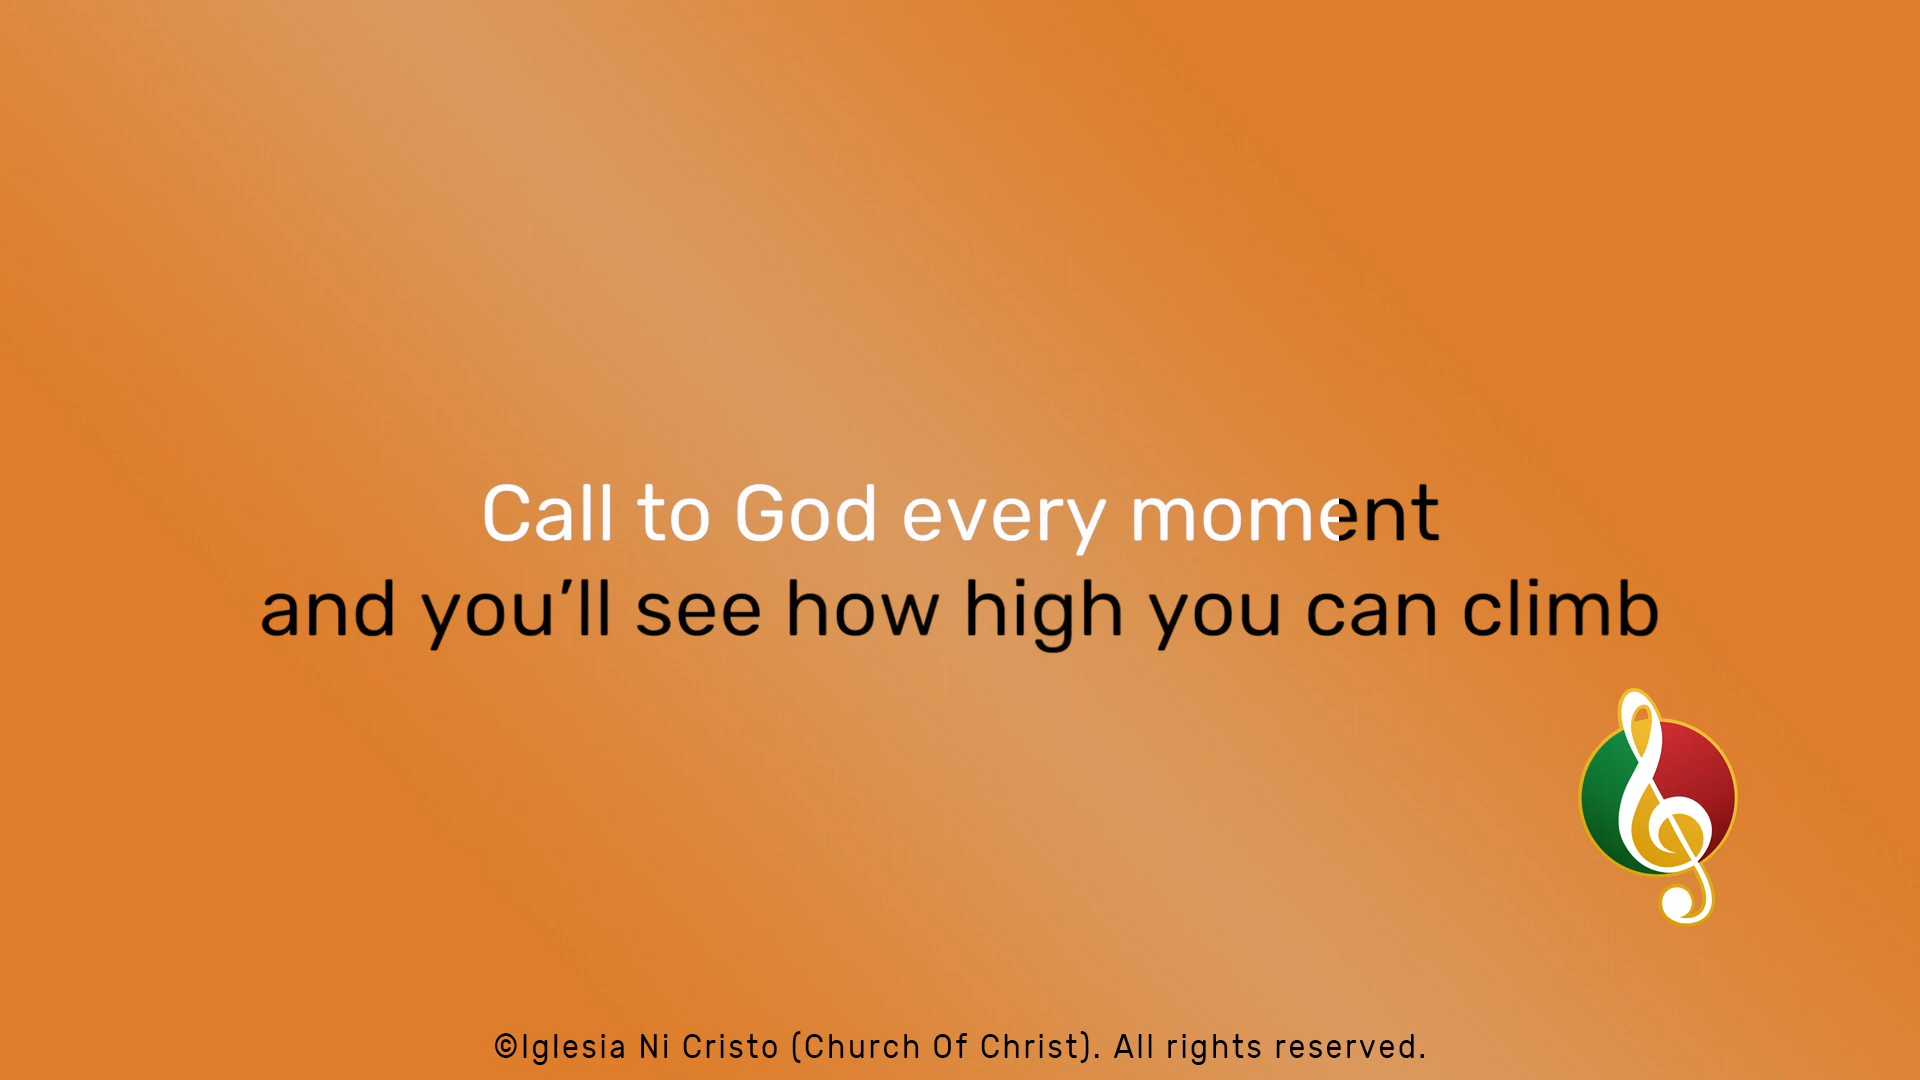 Call to God every moment
and you’ll see how high you can climb
©Iglesia Ni Cristo (Church Of Christ). All rights reserved.